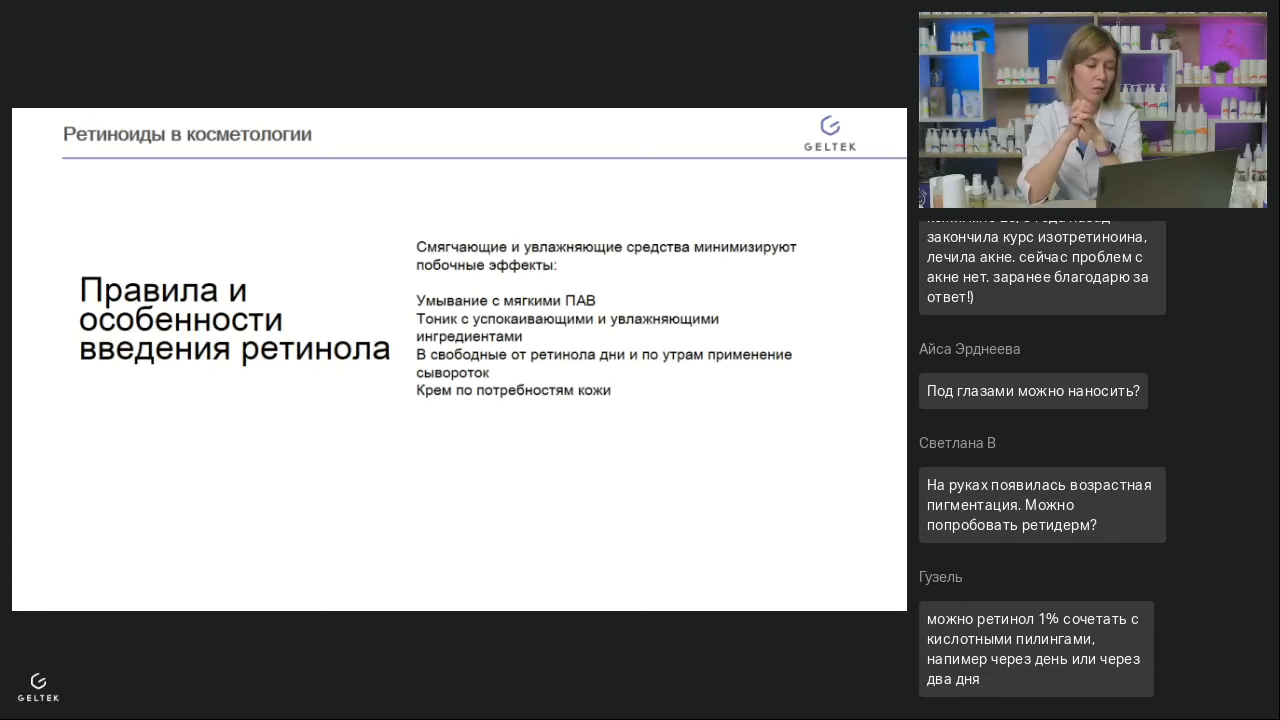 Ретиноиды в косметологии
GELTEK
Правила и
особенности
введения ретинола
Смягчающие и увлажняющие средства минимизируют
побочные эффекты:
Умывание с мягкими ПАВ
Тоник с успокаивающими и увлажняющими
ингредиентами
В свободные от ретинола дни и по утрам применение
сывороток
Крем по потребностям кожи
GELTEK
закончила курс изотретиноина,
лечила акне. сейчас проблем с
акне нет. заранее благодарю за
ответ!)
Айса Эрднеева
Под глазами можно наносить?
Светлана В
На руках появилась возрастная
пигментация. Можно
попробовать ретидерм?
Гузель
можно ретинол 1% сочетать с
кислотными пилингами,
напимер через день или через
два дня